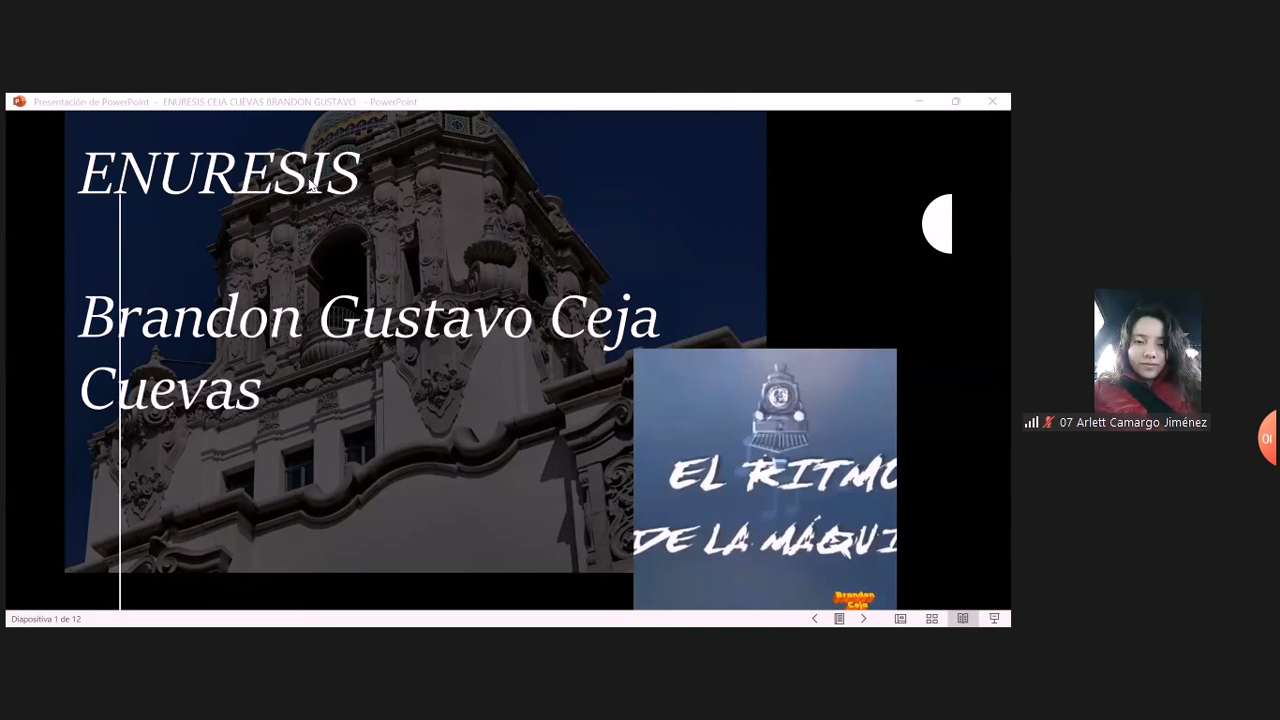 Presentación de PowerPoint - ENURESIS CEJA CUEVAS BRANDON GUSTAVO - PowerPoint
ENURESIS
Brandon Gustavo Ceja
Cuevas
EL RITMO
DE LA MÁQUI
Brandon
Ceja
07 Arlett Camargo Jiménez
Diapositiva 1 de 12